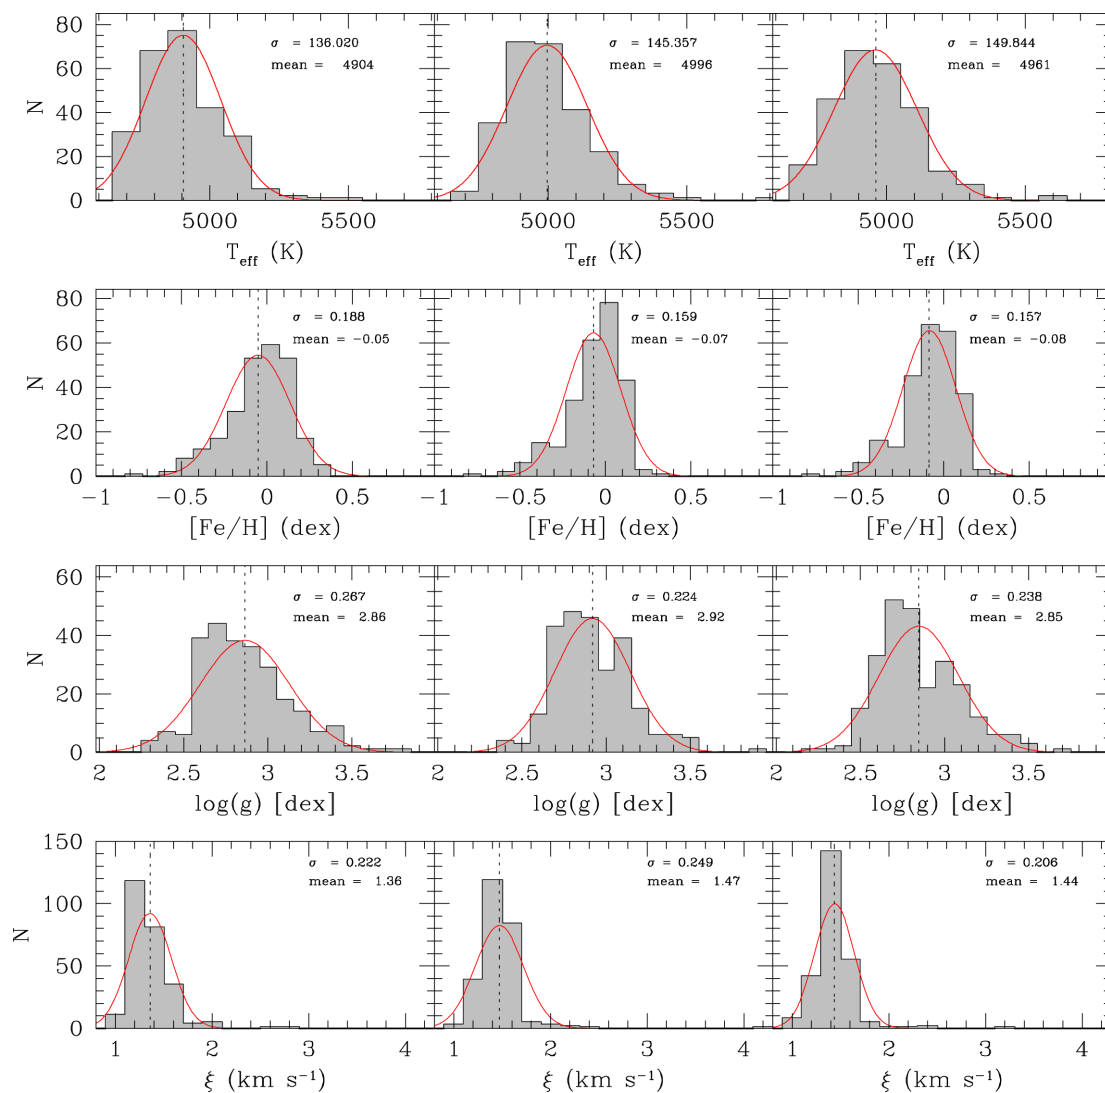 80
σ = 136.020
σ = 145.357
σ = 149.844
mean = 4904
mean = 4996
mean = 4961
60
N
40
20
0
5000 5500 5000 5500 5000 5500
T_eff (K) T_eff (K) T_eff (K)
80
σ = 0.188
σ = 0.159
σ = 0.157
mean = −0.05
mean = −0.07
mean = −0.08
60
N
40
20
0
−1 −0.5 0 0.5 −1 −0.5 0 0.5 −1 −0.5 0 0.5
[Fe/H] (dex) [Fe/H] (dex) [Fe/H] (dex)
60
σ = 0.267
σ = 0.224
σ = 0.238
mean = 2.86
mean = 2.92
mean = 2.85
40
N
20
0
2 2.5 3 3.5 2 2.5 3 3.5 2 2.5 3 3.5
log(g) [dex] log(g) [dex] log(g) [dex]
150
σ = 0.222
σ = 0.249
σ = 0.206
mean = 1.36
mean = 1.47
mean = 1.44
100
N
50
0
1 2 3 4 1 2 3 4 1 2 3 4
ξ (km s⁻¹) ξ (km s⁻¹) ξ (km s⁻¹)